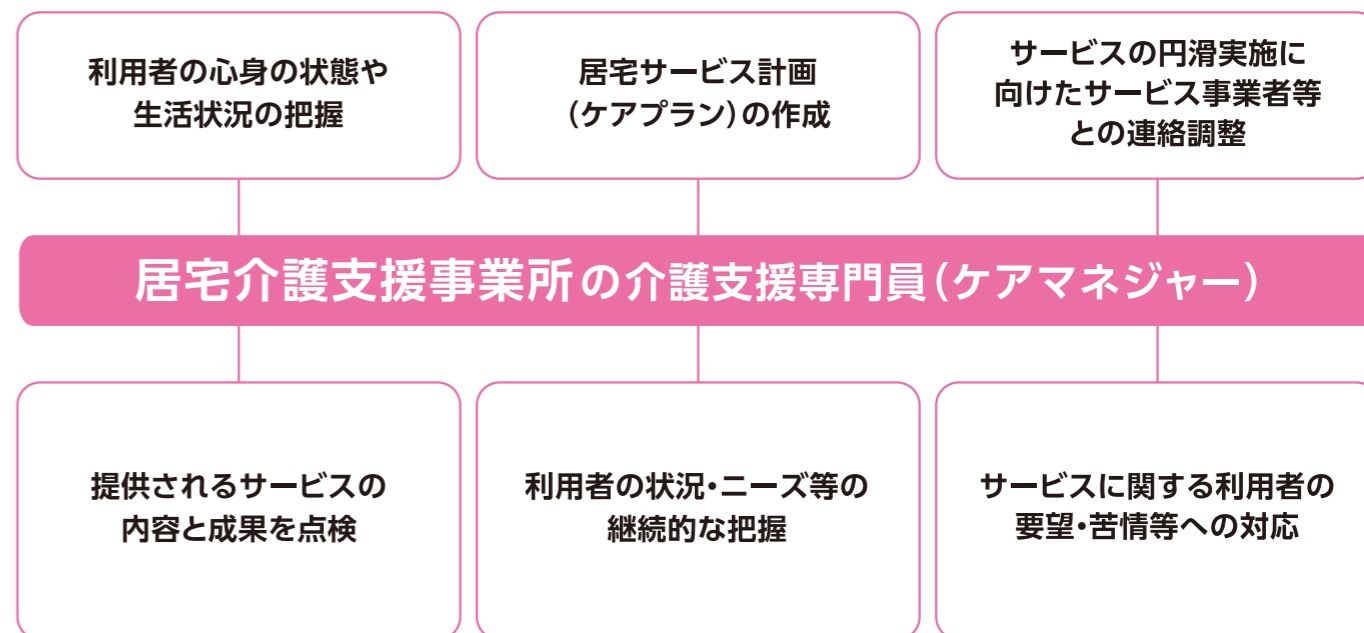 利用者の心身の状態や
生活状況の把握
居宅サービス計画
（ケアプラン）の作成
サービスの円滑実施に
向けたサービス事業者等
との連絡調整
居宅介護支援事業所の介護支援専門員（ケアマネジャー）
提供されるサービスの
内容と成果を点検
利用者の状況・ニーズ等の
継続的な把握
サービスに関する利用者の
要望・苦情等への対応